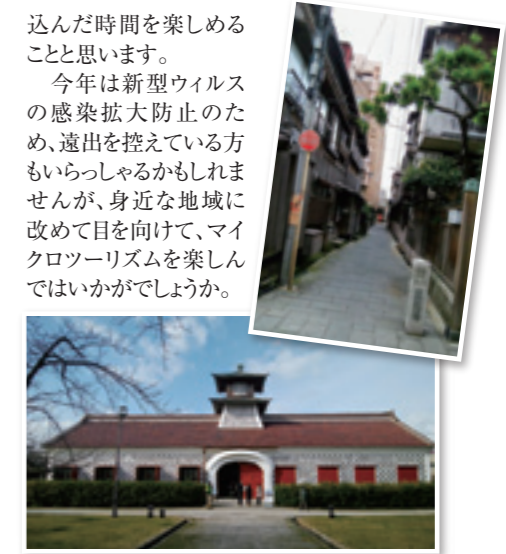 込んだ時間を楽しめる
ことと思います。
今年は新型ウィルス
の感染拡大防止のた
め、遠出を控えている方
もいらっしゃるかもしれま
せんが、身近な地域に
改めて目を向けて、マイ
クロツーリズムを楽しん
ではいかがでしょうか。